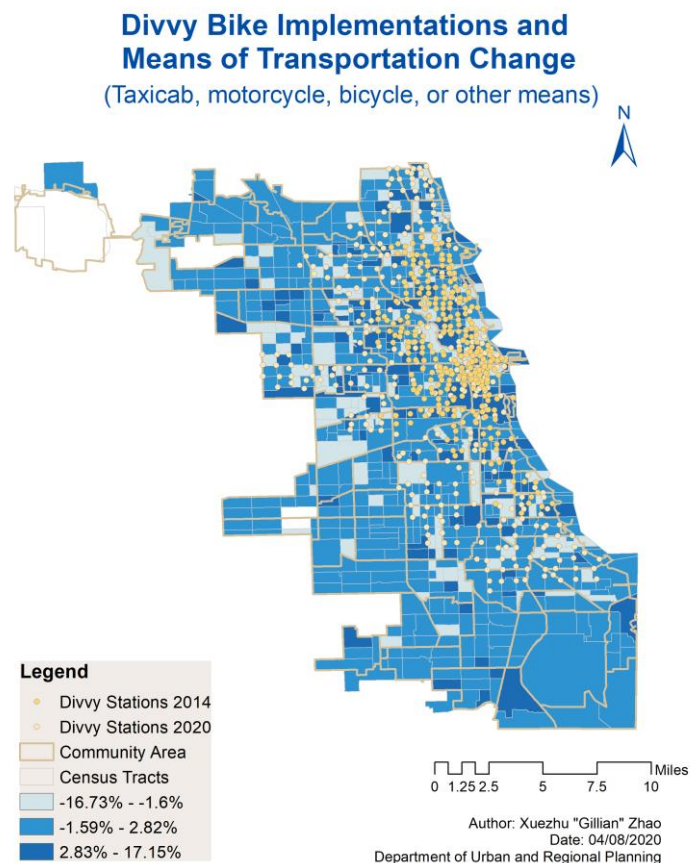 Divvy Bike Implementations and
Means of Transportation Change
(Taxicab, motorcycle, bicycle, or other means)
N
Legend
Divvy Stations 2014
Divvy Stations 2020
Community Area
Census Tracts
-16.73% - -1.6%
-1.59% - 2.82%
2.83% - 17.15%
Miles
0 1.25 2.5 5 7.5 10
Author: Xuezhu "Gillian" Zhao
Date: 04/08/2020
Department of Urban and Regional Planning